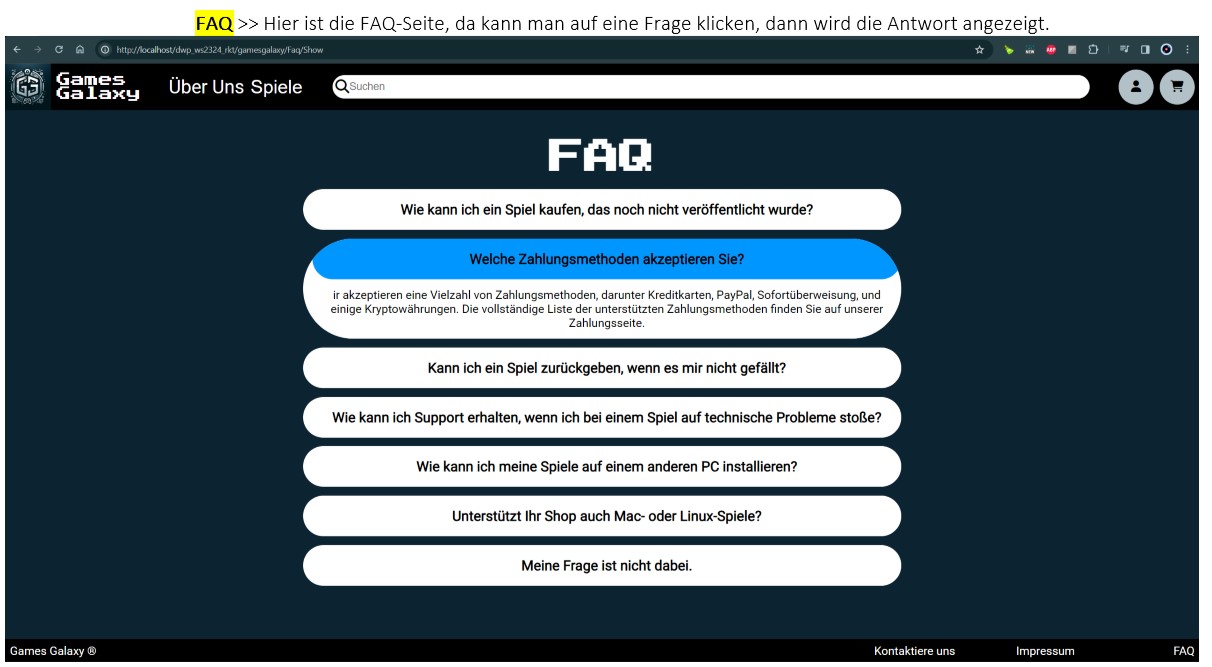 FAQ >> Hier ist die FAQ-Seite, da kann man auf eine Frage klicken, dann wird die Antwort angezeigt.
http://localhost/dwp_ws2324_rkt/gamesgalaxy/Faq/Show
Games
Galaxy
Über Uns Spiele
Suchen
FAQ
Wie kann ich ein Spiel kaufen, das noch nicht veröffentlicht wurde?
Welche Zahlungsmethoden akzeptieren Sie?
ir akzeptieren eine Vielzahl von Zahlungsmethoden, darunter Kreditkarten, PayPal, Sofortüberweisung, und
einige Kryptowährungen. Die vollständige Liste der unterstützten Zahlungsmethoden finden Sie auf unserer
Zahlungsseite.
Kann ich ein Spiel zurückgeben, wenn es mir nicht gefällt?
Wie kann ich Support erhalten, wenn ich bei einem Spiel auf technische Probleme stoße?
Wie kann ich meine Spiele auf einem anderen PC installieren?
Unterstützt Ihr Shop auch Mac- oder Linux-Spiele?
Meine Frage ist nicht dabei.
Games Galaxy ® Kontaktiere uns Impressum FAQ